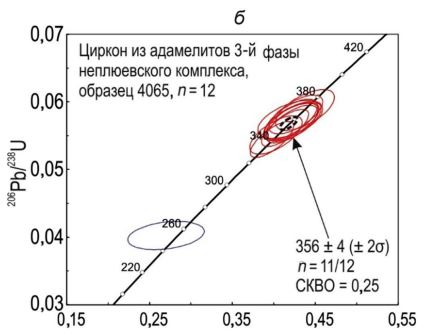 б
0,07
0,06
0,05
0,04
0,03
²⁰⁶Pb/²³⁸U
Циркон из адамелитов 3-й фазы
неплюевского комплекса,
образец 4065, n = 12
420
380
340
300
260
220
356 ± 4 (± 2σ)
n = 11/12
СКВО = 0,25
0,15
0,25
0,35
0,45
0,55